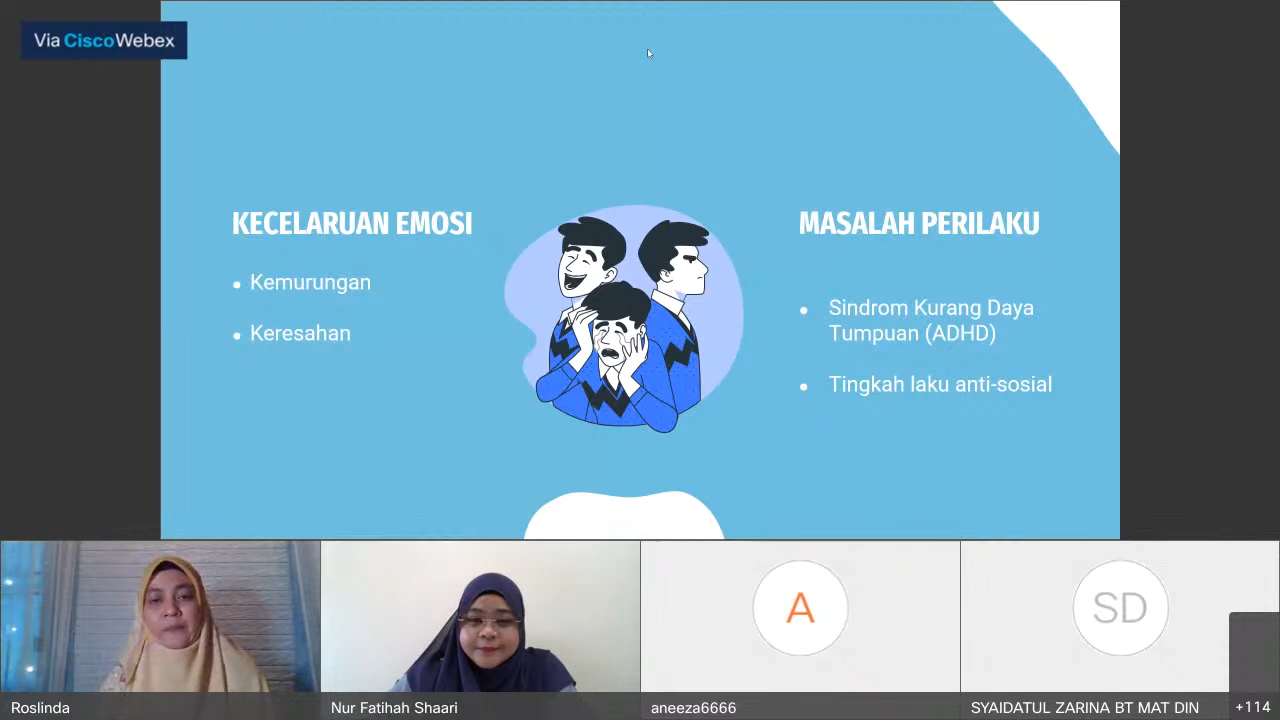 Via CiscoWebex
KECELARUAN EMOSI
• Kemurungan
• Keresahan
MASALAH PERILAKU
• Sindrom Kurang Daya
Tumpuan (ADHD)
• Tingkah laku anti-sosial
A
SD
Roslinda
Nur Fatihah Shaari
aneeza6666
SYAIDATUL ZARINA BT MAT DIN
+114